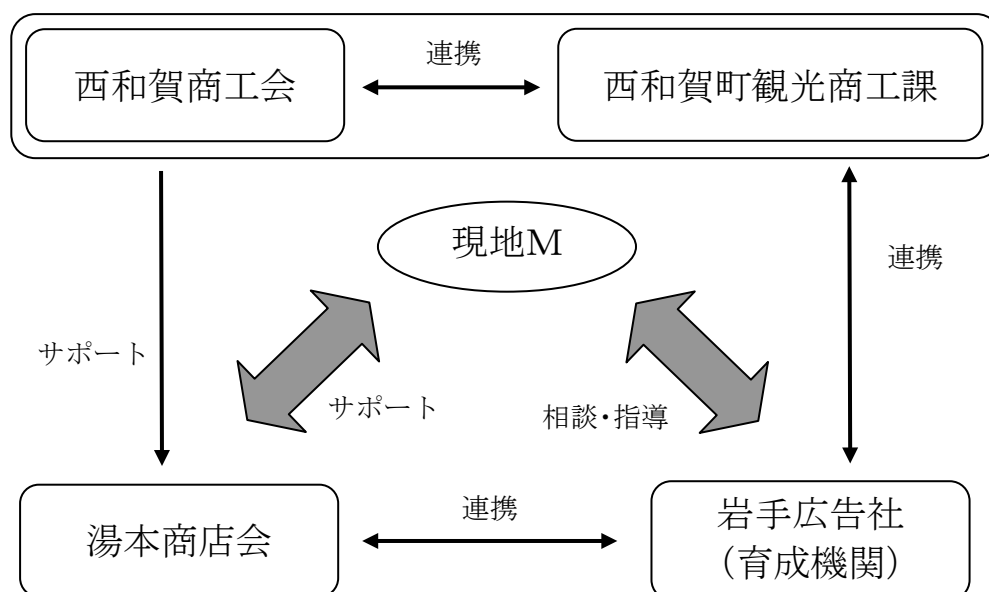 連携
西和賀商工会
西和賀町観光商工課
現地M
連携
サポート
サポート
相談・指導
連携
湯本商店会
岩手広告社
（育成機関）